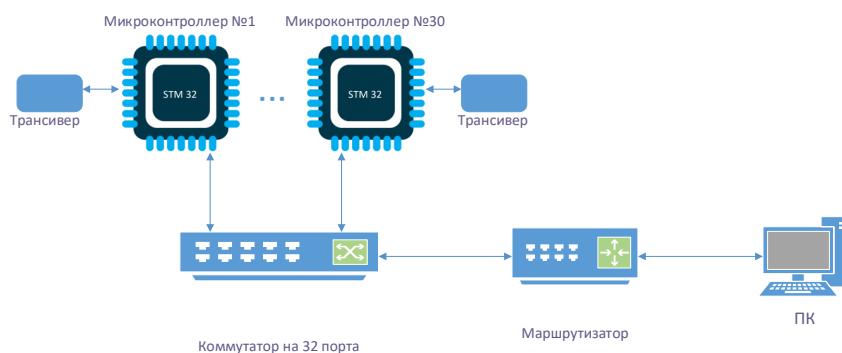 Микроконтроллер №1
Микроконтроллер №30
STM 32
...
STM 32
Трансивер
Трансивер
Коммутатор на 32 порта
Маршрутизатор
ПК